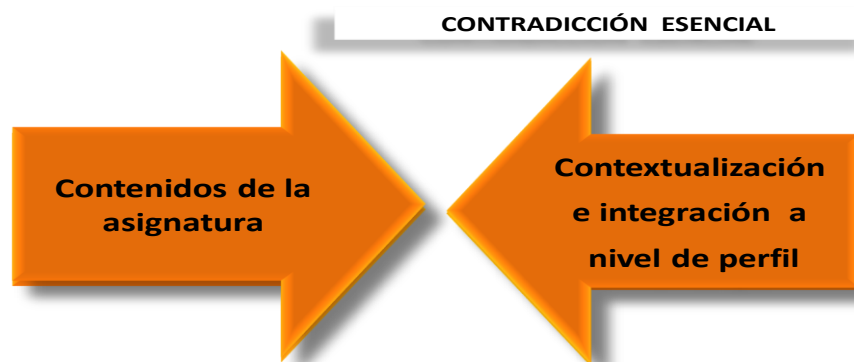 CONTRADICCIÓN ESENCIAL
Contenidos de la
asignatura
Contextualización
e integración a
nivel de perfil